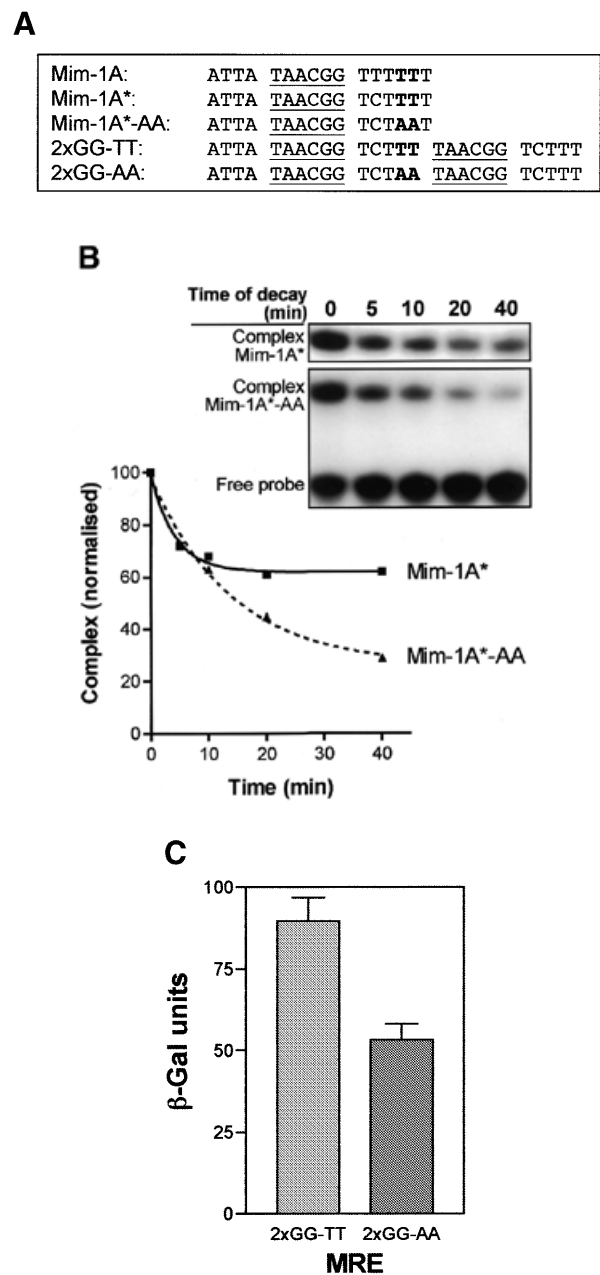 A
Mim-1A: ATTA TAACGG TTTTTT
Mim-1A*: ATTA TAACGG TCTTTT
Mim-1A*-AA: ATTA TAACGG TCTAAT
2xGG-TT: ATTA TAACGG TCTTT TAACGG TCTTT
2xGG-AA: ATTA TAACGG TCTAA TAACGG TCTTT
B
Time of decay (min) 0 5 10 20 40
Complex Mim-1A*
Complex Mim-1A*-AA
Free probe
Complex (normalised)
100
80
60
40
20
0
Mim-1A*
Mim-1A*-AA
0 10 20 30 40
Time (min)
C
β-Gal units
100
75
50
25
0
2xGG-TT 2xGG-AA
MRE